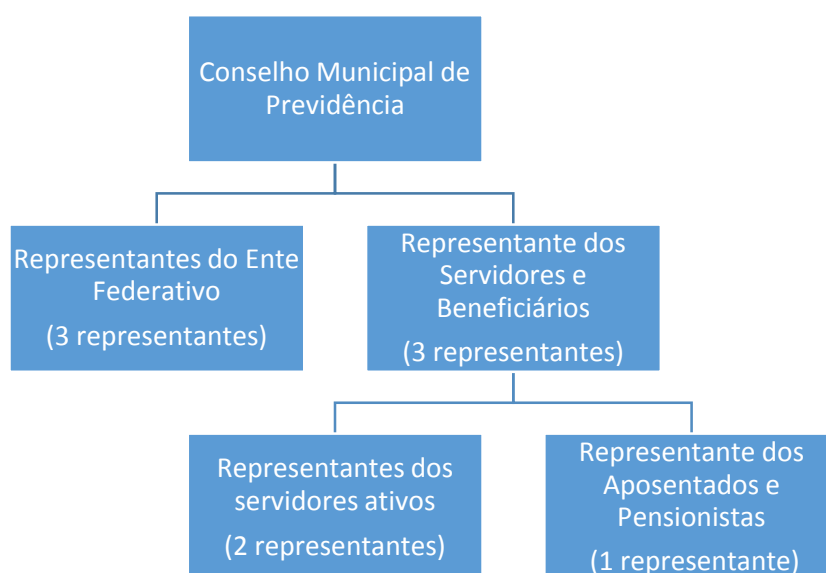 Conselho Municipal de
Previdência
Representantes do Ente
Federativo
(3 representantes)
Representante dos
Servidores e
Beneficiários
(3 representantes)
Representantes dos
servidores ativos
(2 representantes)
Representante dos
Aposentados e
Pensionistas
(1 representante)